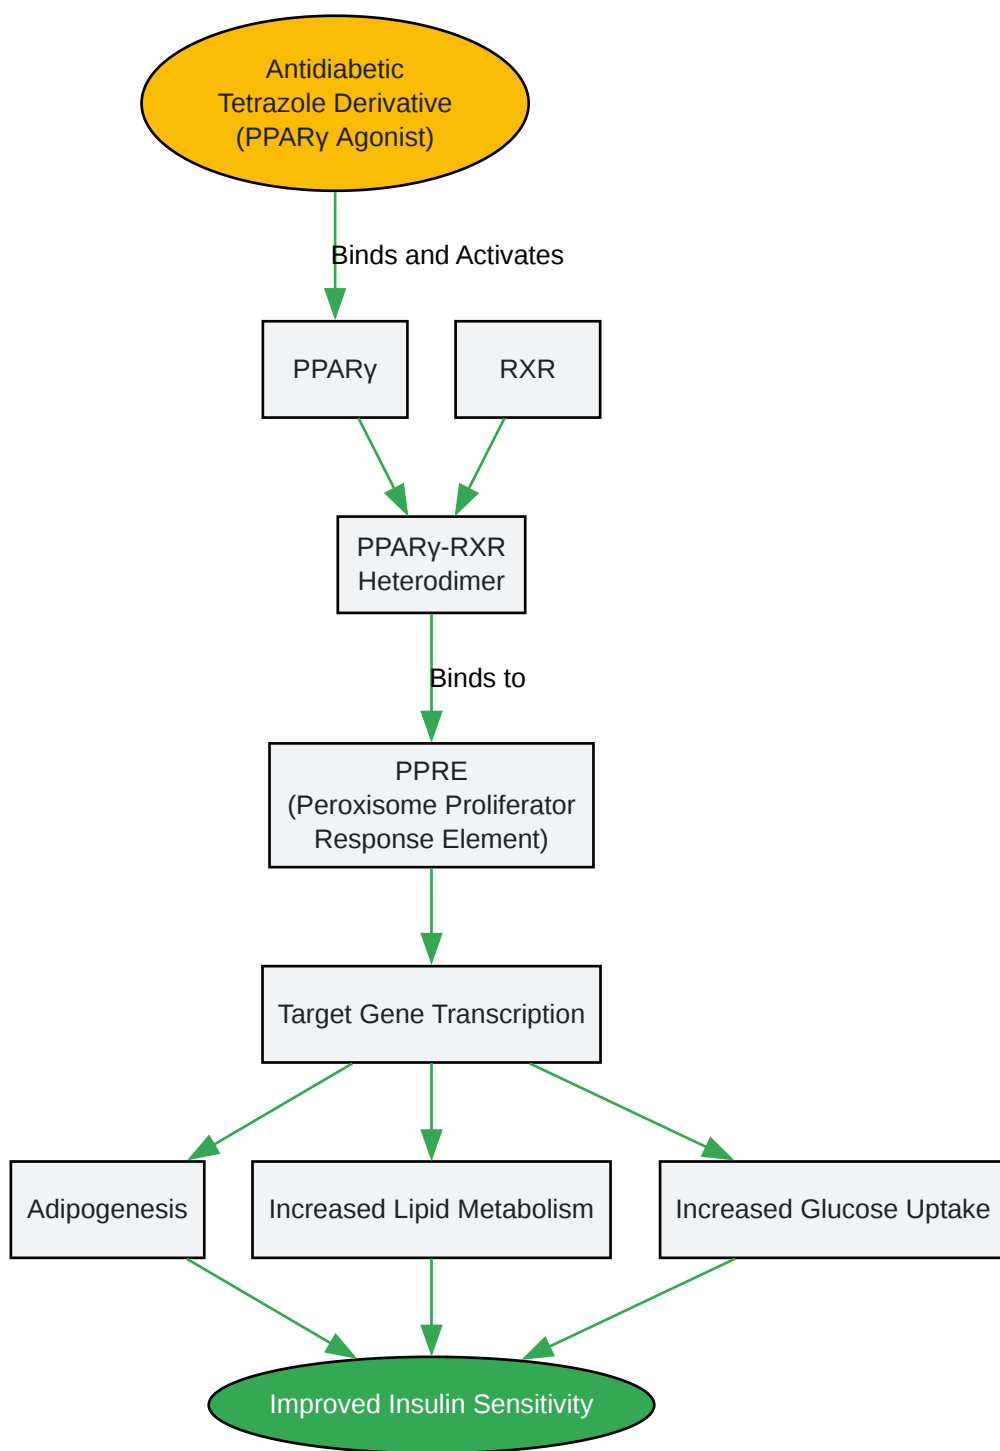 Antidiabetic
Tetrazole Derivative
(PPARγ Agonist)
Binds and Activates
PPARγ
RXR
PPARγ-RXR
Heterodimer
Binds to
PPRE
(Peroxisome Proliferator
Response Element)
Target Gene Transcription
Adipogenesis
Increased Lipid Metabolism
Increased Glucose Uptake
Improved Insulin Sensitivity